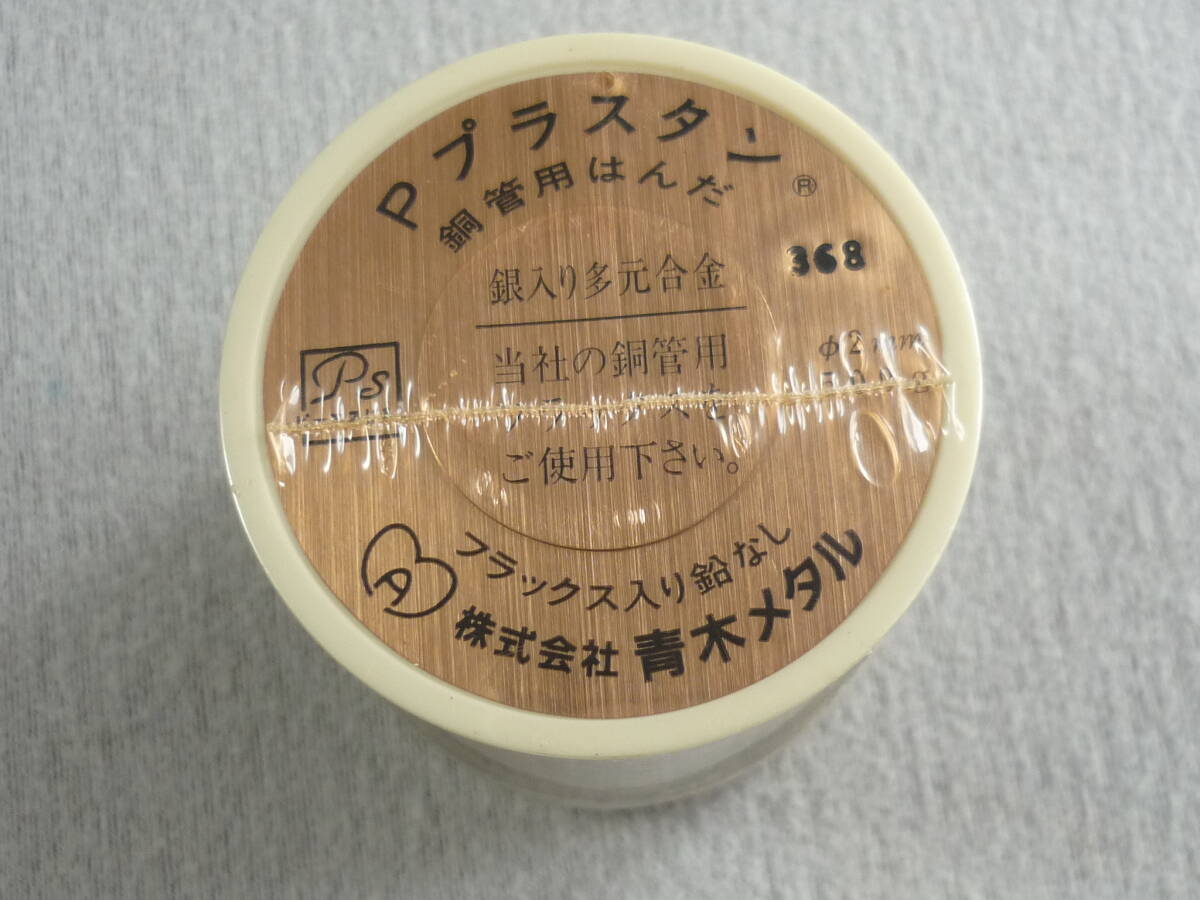 Pプラスタン®
銅管用はんだ
368
銀入り多元合金
当社の銅管用
を
ご使用下さい。
φ2mm
Ps
フラックス入り鉛なし
株式会社 青木メタル